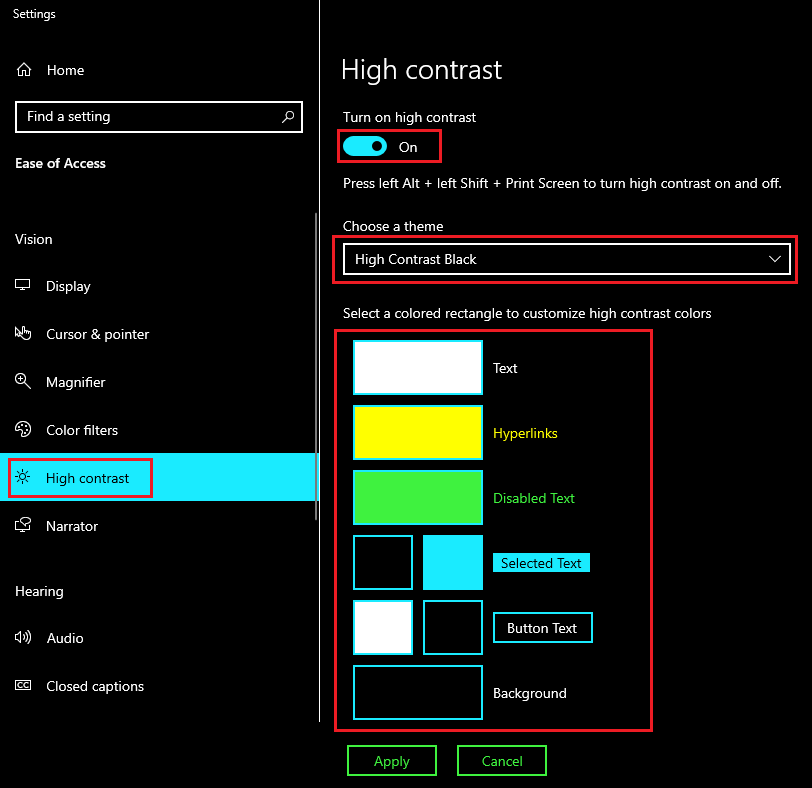 Settings
Home
Find a setting
Ease of Access
Vision
Display
Cursor & pointer
Magnifier
Color filters
High contrast
Narrator
Hearing
Audio
Closed captions
High contrast
Turn on high contrast
On
Press left Alt + left Shift + Print Screen to turn high contrast on and off.
Choose a theme
High Contrast Black
Select a colored rectangle to customize high contrast colors
Text
Hyperlinks
Disabled Text
Selected Text
Button Text
Background
Apply
Cancel